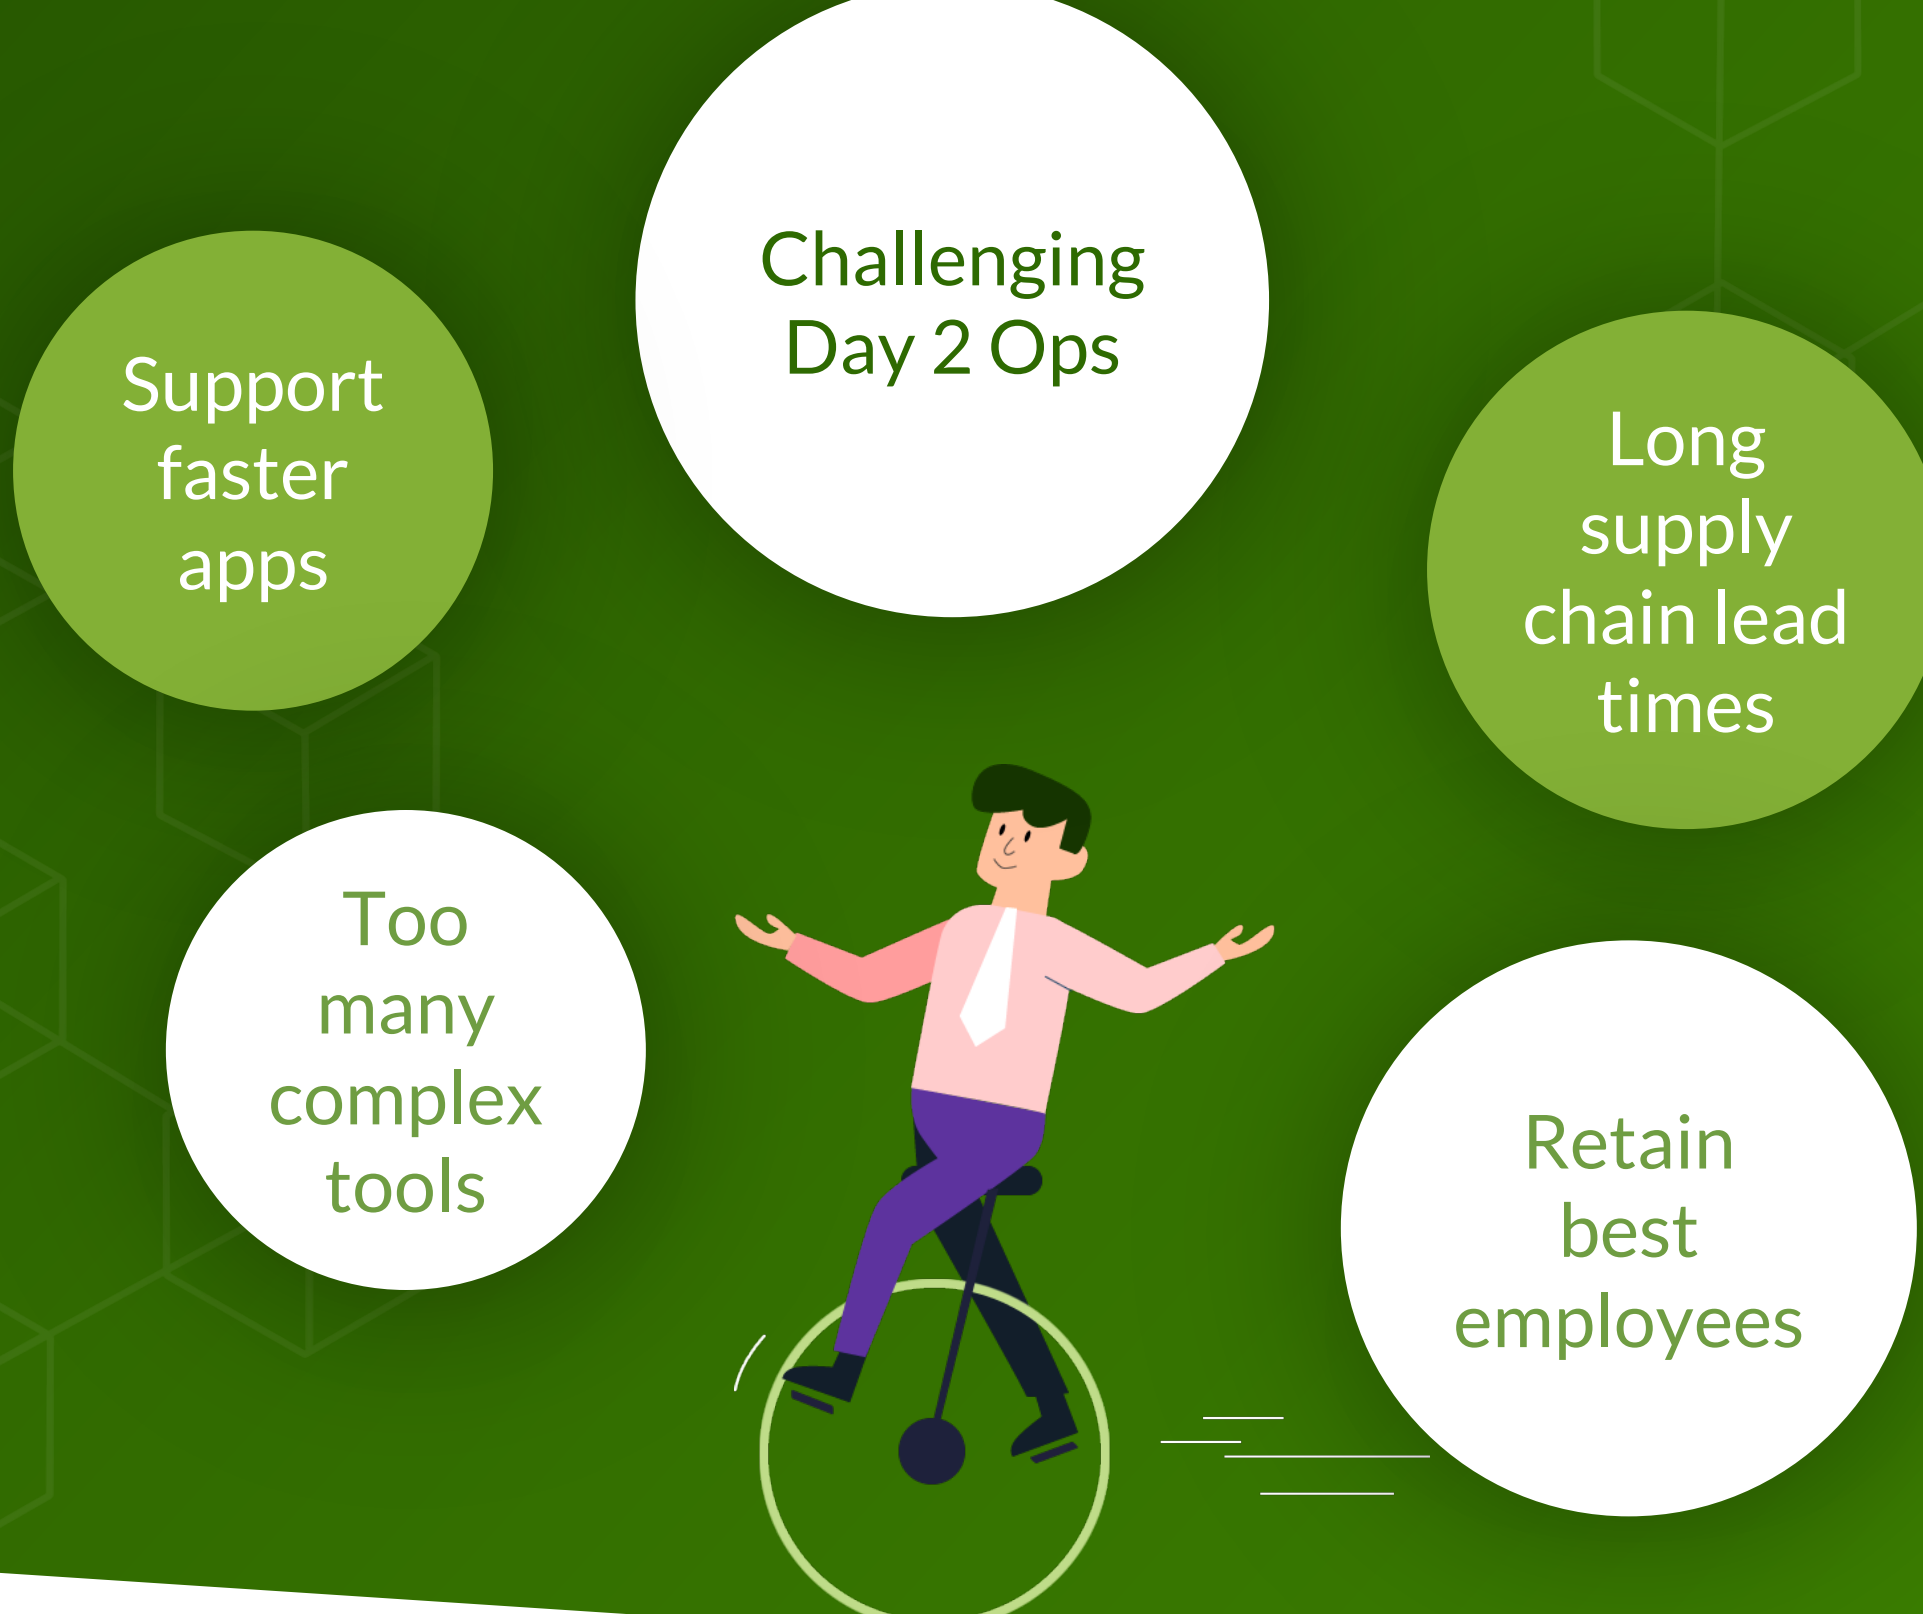 Challenging
Day 2 Ops
Support
faster
apps
Long
supply
chain lead
times
Too
many
complex
tools
Retain
best
employees